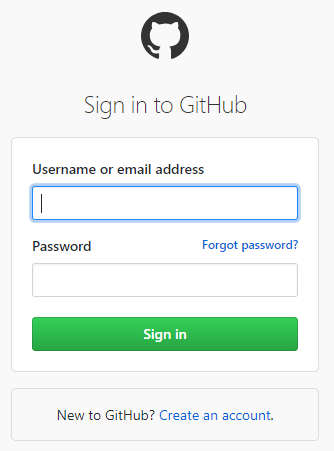 Sign in to GitHub
Username or email address
Password Forgot password?
Sign in
New to GitHub? Create an account.